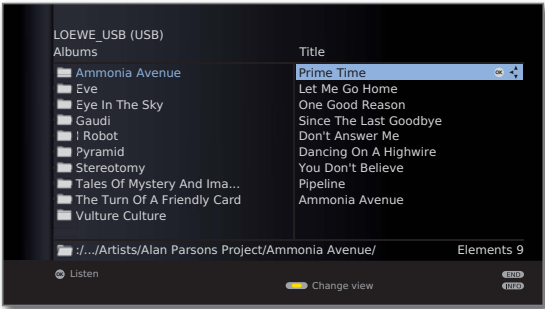 LOEWE_USB (USB)
Albums Title
Ammonia Avenue Prime Time OK
Eve Let Me Go Home
Eye In The Sky One Good Reason
Gaudi Since The Last Goodbye
I Robot Don't Answer Me
Pyramid Dancing On A Highwire
Stereotomy You Don't Believe
Tales Of Mystery And Ima... Pipeline
The Turn Of A Friendly Card Ammonia Avenue
Vulture Culture
:/.../Artists/Alan Parsons Project/Ammonia Avenue/ Elements 9
OK Listen END
Change view INFO